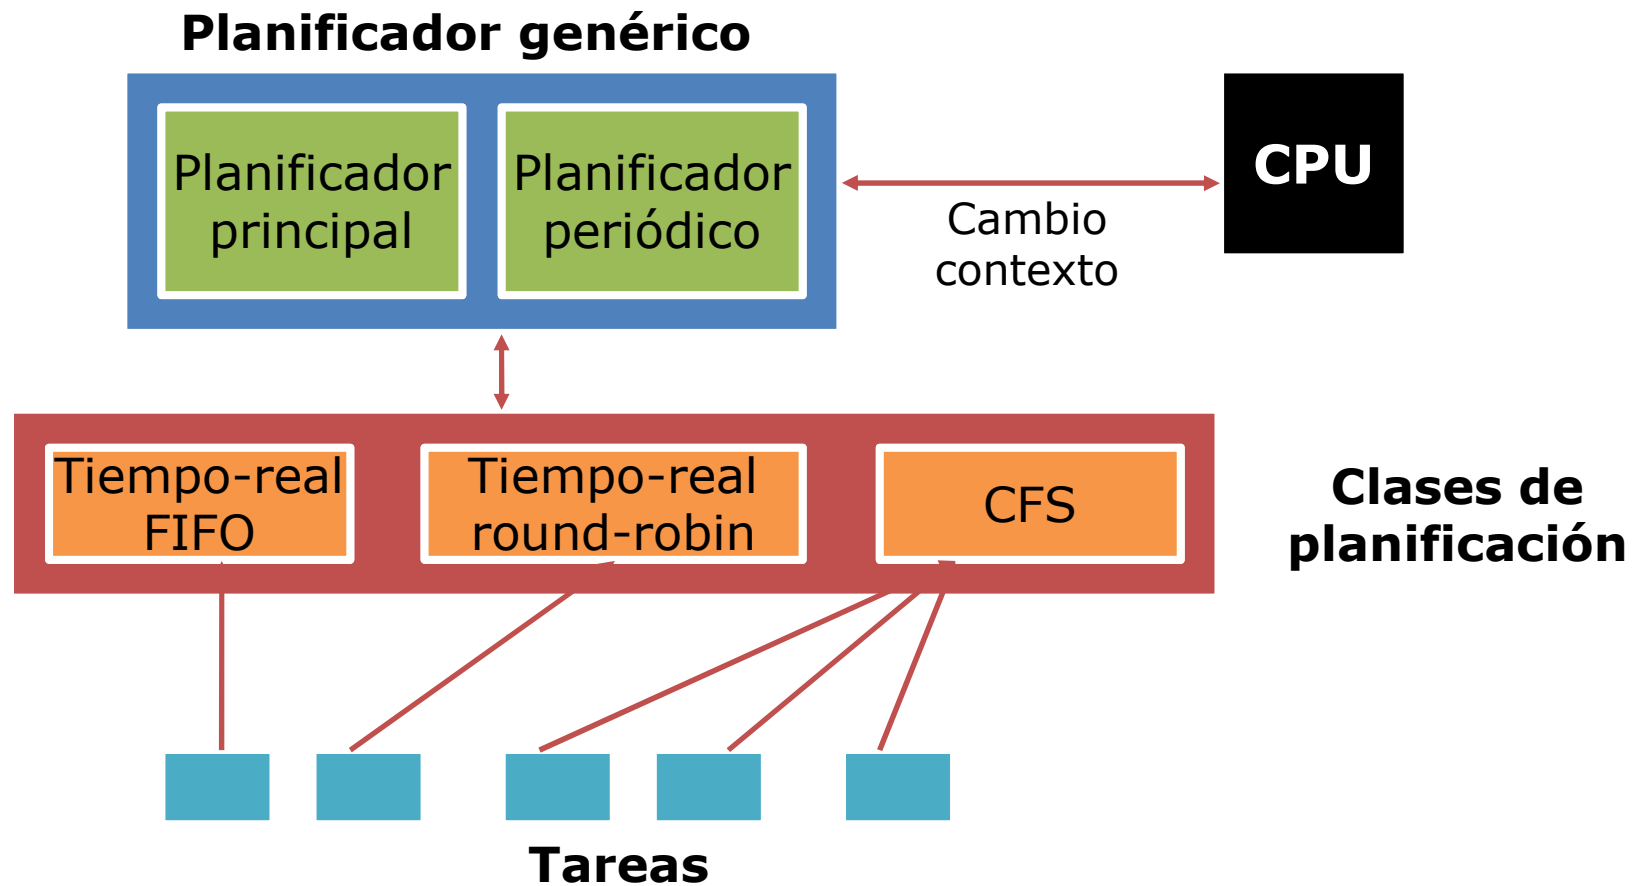 Planificador genérico
Planificador
principal
Planificador
periódico
CPU
Cambio
contexto
Tiempo-real
FIFO
Tiempo-real
round-robin
CFS
Clases de
planificación
Tareas